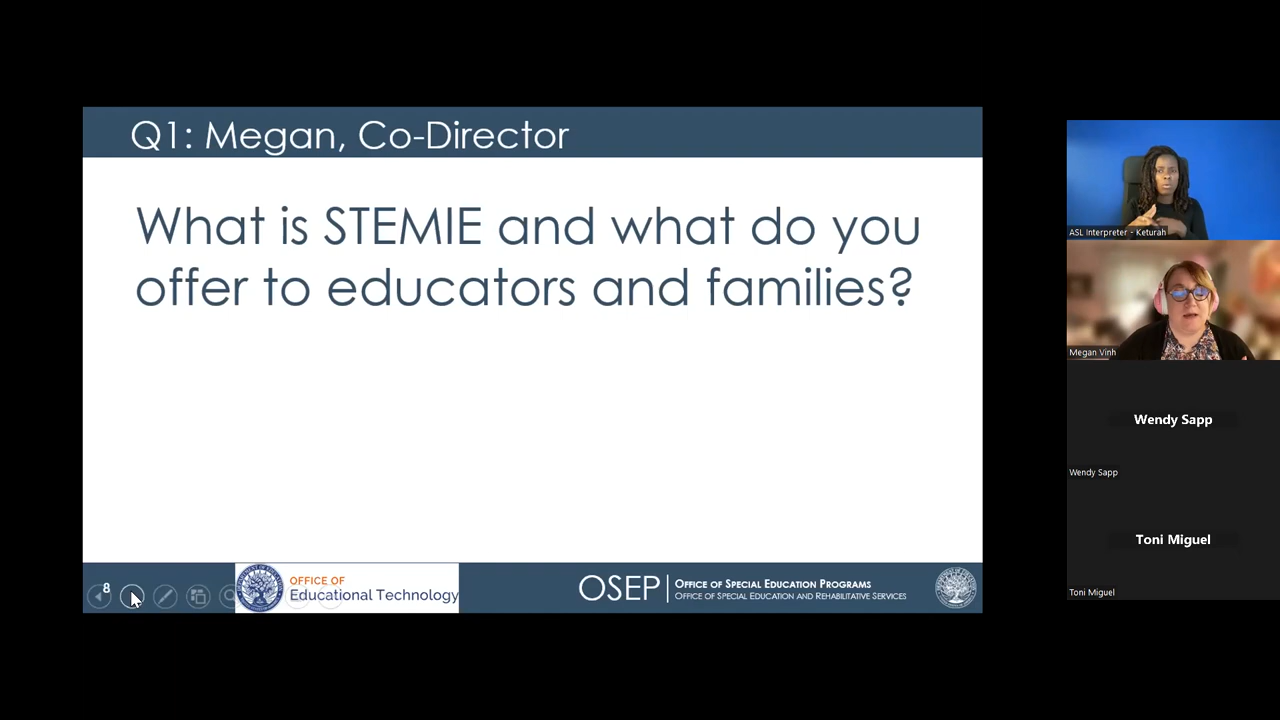 Q1: Megan, Co-Director
What is STEMIE and what do you
offer to educators and families?
8
OFFICE OF
Educational Technology
OSEP
OFFICE OF SPECIAL EDUCATION PROGRAMS
OFFICE OF SPECIAL EDUCATION AND REHABILITATIVE SERVICES
ASL Interpreter - Keturah
Megan Vinh
Wendy Sapp
Wendy Sapp
Toni Miguel
Toni Miguel